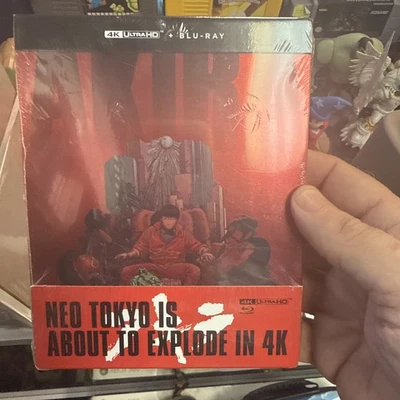 4K ULTRA HD + BLU-RAY
NEO TOKYO IS
ABOUT TO EXPLODE IN 4K
4K ULTRA HD